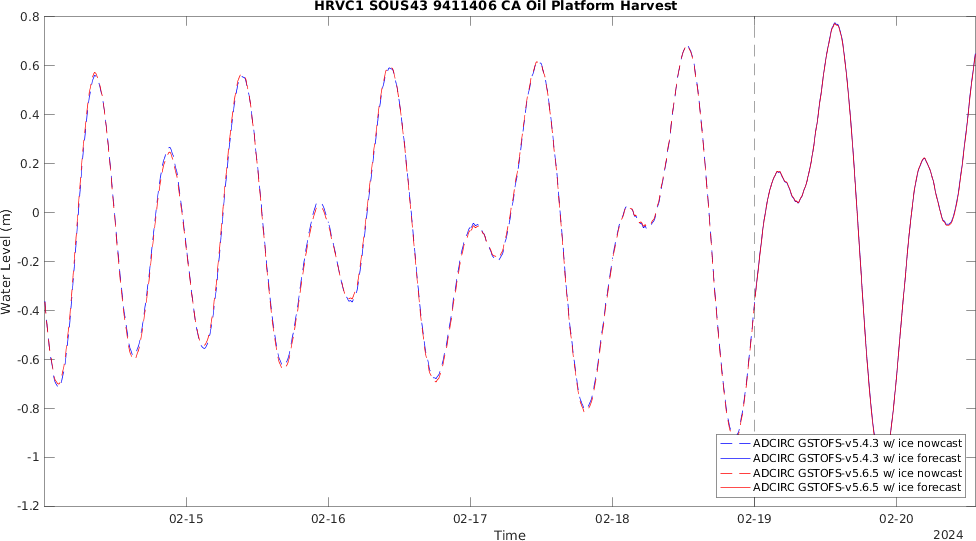 HRVC1 SOUS43 9411406 CA Oil Platform Harvest
0.8
0.6
0.4
0.2
0
-0.2
-0.4
-0.6
-0.8
-1
-1.2
Water Level (m)
ADCIRC GSTOFS-v5.4.3 w/ ice nowcast
ADCIRC GSTOFS-v5.4.3 w/ ice forecast
ADCIRC GSTOFS-v5.6.5 w/ ice nowcast
ADCIRC GSTOFS-v5.6.5 w/ ice forecast
02-15 02-16 02-17 02-18 02-19 02-20
Time
2024